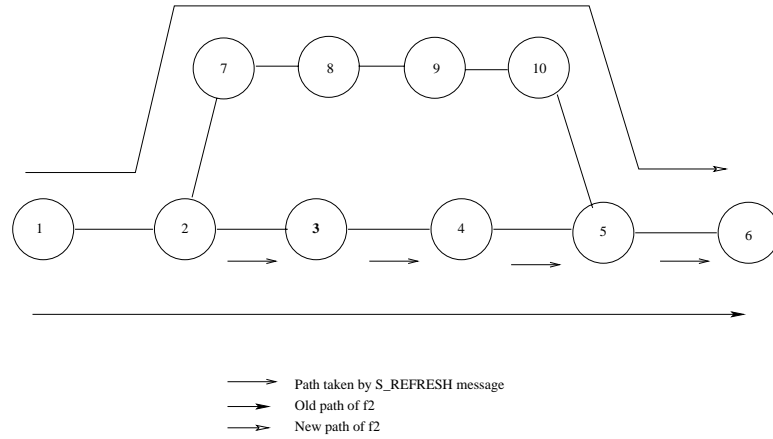 7 8 9 10
1 2 3 4 5 6
Path taken by S_REFRESH message
Old path of f2
New path of f2